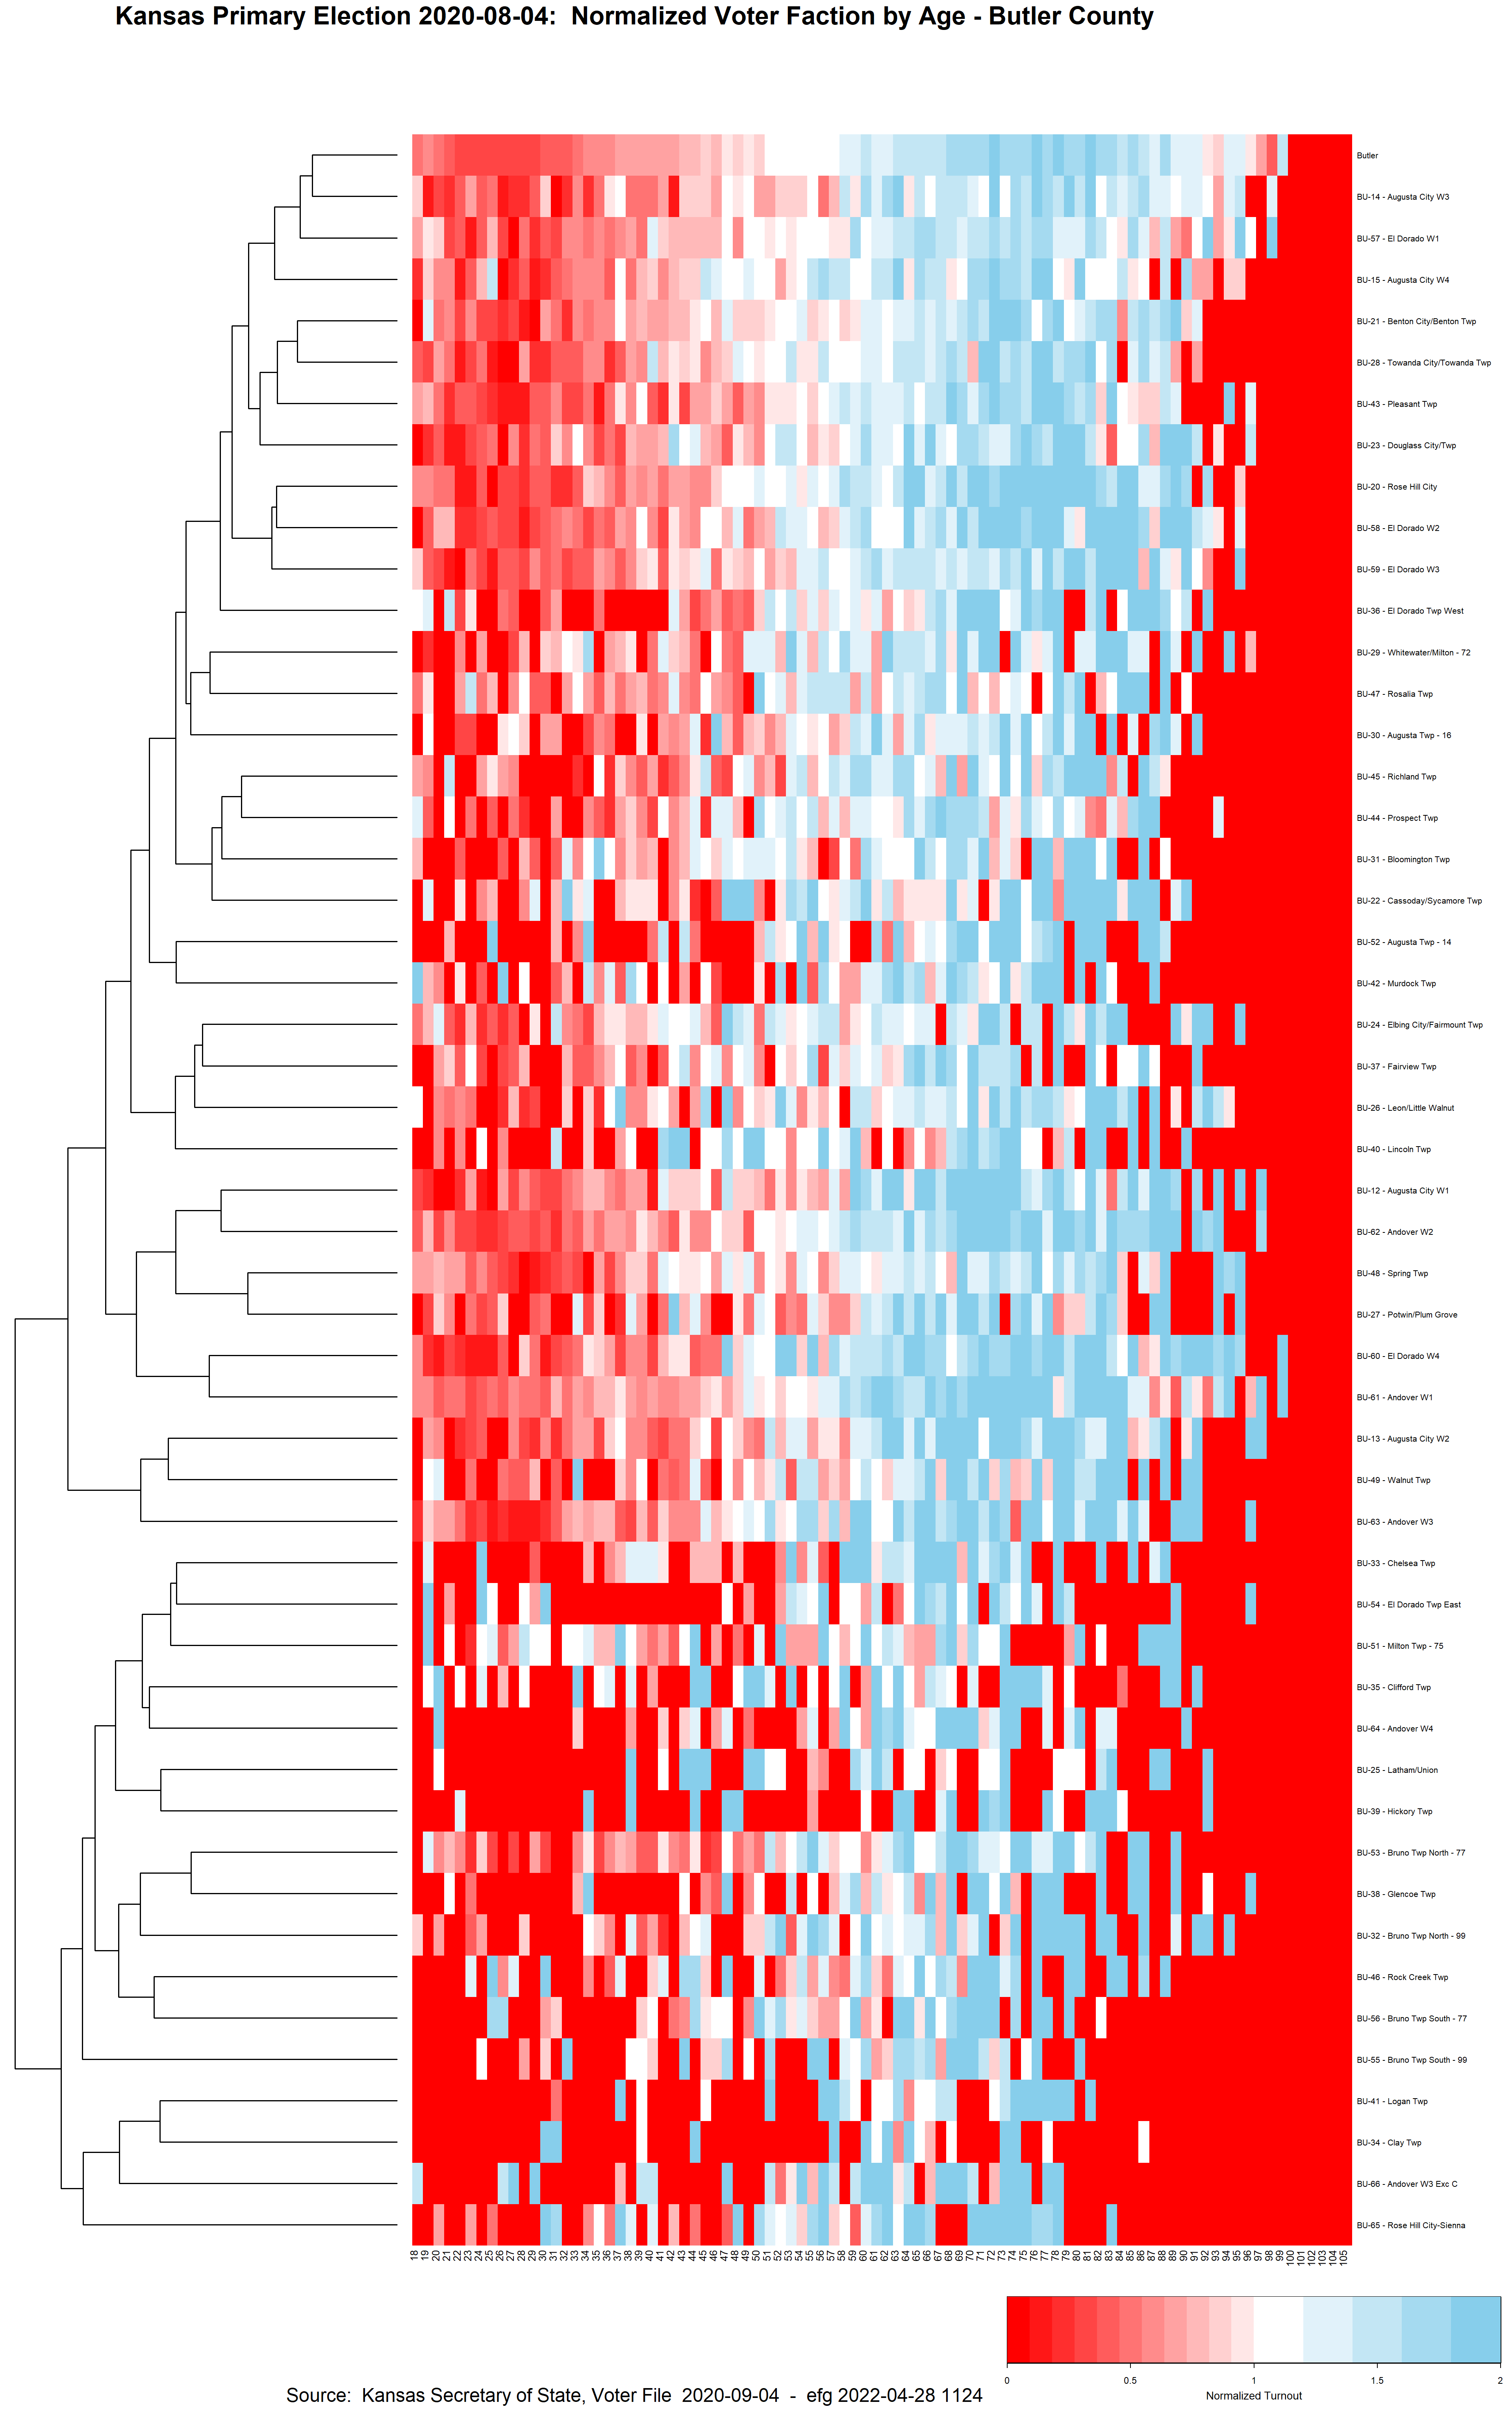 Kansas Primary Election 2020-08-04:  Normalized Voter Faction by Age - Butler County
Butler
BU-14 - Augusta City W3
BU-57 - El Dorado W1
BU-15 - Augusta City W4
BU-21 - Benton City/Benton Twp
BU-28 - Towanda City/Towanda Twp
BU-43 - Pleasant Twp
BU-23 - Douglass City/Twp
BU-20 - Rose Hill City
BU-58 - El Dorado W2
BU-59 - El Dorado W3
BU-36 - El Dorado Twp West
BU-29 - Whitewater/Milton - 72
BU-47 - Rosalia Twp
BU-30 - Augusta Twp - 16
BU-45 - Richland Twp
BU-44 - Prospect Twp
BU-31 - Bloomington Twp
BU-22 - Cassoday/Sycamore Twp
BU-52 - Augusta Twp - 14
BU-42 - Murdock Twp
BU-24 - Elbing City/Fairmount Twp
BU-37 - Fairview Twp
BU-26 - Leon/Little Walnut
BU-40 - Lincoln Twp
BU-12 - Augusta City W1
BU-62 - Andover W2
BU-48 - Spring Twp
BU-27 - Potwin/Plum Grove
BU-60 - El Dorado W4
BU-61 - Andover W1
BU-13 - Augusta City W2
BU-49 - Walnut Twp
BU-63 - Andover W3
BU-33 - Chelsea Twp
BU-54 - El Dorado Twp East
BU-51 - Milton Twp - 75
BU-35 - Clifford Twp
BU-64 - Andover W4
BU-25 - Latham/Union
BU-39 - Hickory Twp
BU-53 - Bruno Twp North - 77
BU-38 - Glencoe Twp
BU-32 - Bruno Twp North - 99
BU-46 - Rock Creek Twp
BU-56 - Bruno Twp South - 77
BU-55 - Bruno Twp South - 99
BU-41 - Logan Twp
BU-34 - Clay Twp
BU-66 - Andover W3 Exc C
BU-65 - Rose Hill City-Sienna
18 19 20 21 22 23 24 25 26 27 28 29 30 31 32 33 34 35 36 37 38 39 40 41 42 43 44 45 46 47 48 49 50 51 52 53 54 55 56 57 58 59 60 61 62 63 64 65 66 67 68 69 70 71 72 73 74 75 76 77 78 79 80 81 82 83 84 85 86 87 88 89 90 91 92 93 94 95 96 97 98 99 100 101 102 103 104 105
0 0.5 1 1.5 2
Normalized Turnout
Source:  Kansas Secretary of State, Voter File  2020-09-04  -  efg 2022-04-28 1124